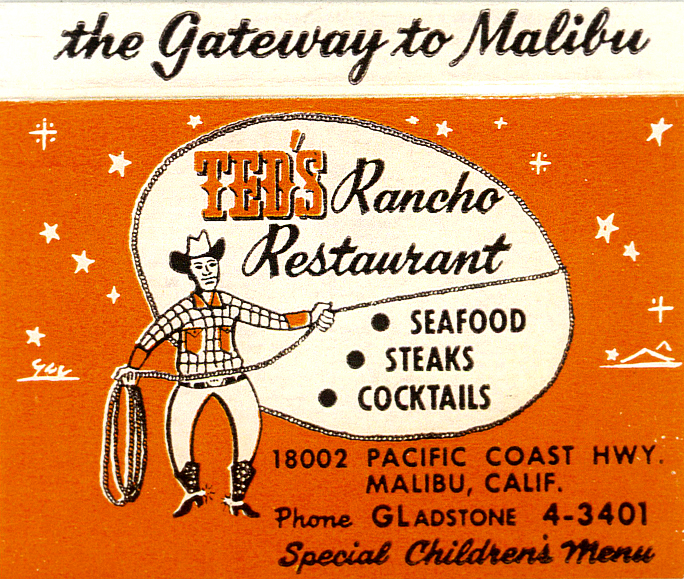 the Gateway to Malibu
TED'S Rancho
Restaurant
● SEAFOOD
● STEAKS
● COCKTAILS
18002 PACIFIC COAST HWY.
MALIBU, CALIF.
Phone GLADSTONE 4-3401
Special Children's Menu